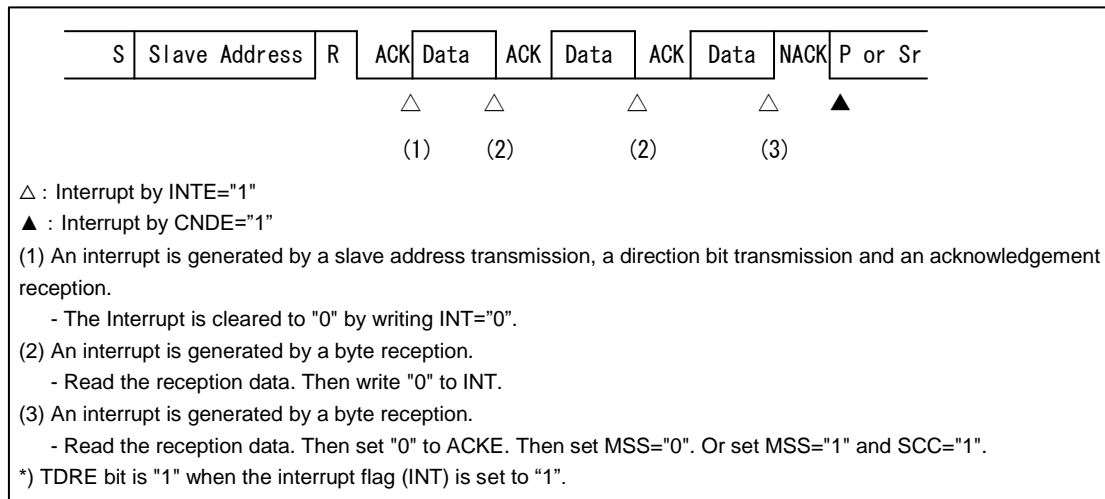 S Slave Address R ACK Data ACK Data ACK Data NACK P or Sr
△ △ △ △ ▲
(1) (2) (2) (3)
△ : Interrupt by INTE="1"
▲ : Interrupt by CNDE=”1”
(1) An interrupt is generated by a slave address transmission, a direction bit transmission and an acknowledgement
reception.
- The Interrupt is cleared to "0" by writing INT=”0”.
(2) An interrupt is generated by a byte reception.
- Read the reception data. Then write "0" to INT.
(3) An interrupt is generated by a byte reception.
- Read the reception data. Then set "0" to ACKE. Then set MSS="0". Or set MSS="1" and SCC="1".
*) TDRE bit is "1" when the interrupt flag (INT) is set to “1”.